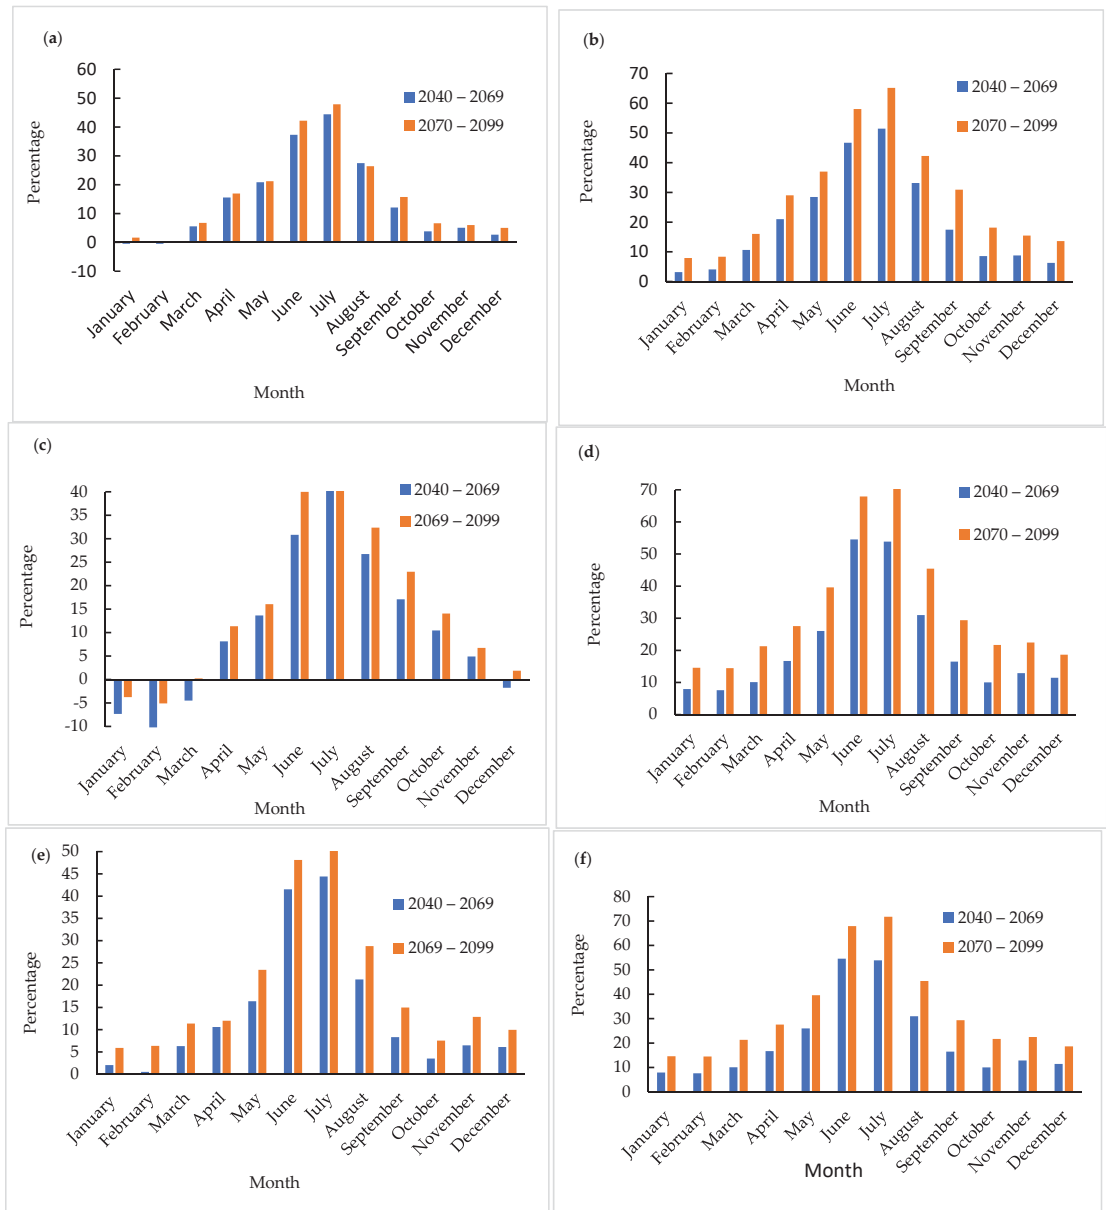 (a)
60
50
40
30
20
10
0
-10
Percentage
2040 – 2069
2070 – 2099
January
February
March
April
May
June
July
August
September
October
November
December
Month
(b)
70
60
50
40
30
20
10
0
Percentage
2040 – 2069
2070 – 2099
January
February
March
April
May
June
July
August
September
October
November
December
Month
(c)
40
35
30
25
20
15
10
5
0
-5
-10
Percentage
2040 – 2069
2069 – 2099
January
February
March
April
May
June
July
August
September
October
November
December
Month
(d)
70
60
50
40
30
20
10
0
Percentage
2040 – 2069
2070 – 2099
January
February
March
April
May
June
July
August
September
October
November
December
Month
(e)
50
45
40
35
30
25
20
15
10
5
0
Percentage
2040 – 2069
2069 – 2099
January
February
March
April
May
June
July
August
September
October
November
December
Month
(f)
80
70
60
50
40
30
20
10
0
Percentage
2040 – 2069
2070 – 2099
January
February
March
April
May
June
July
August
September
October
November
December
Month